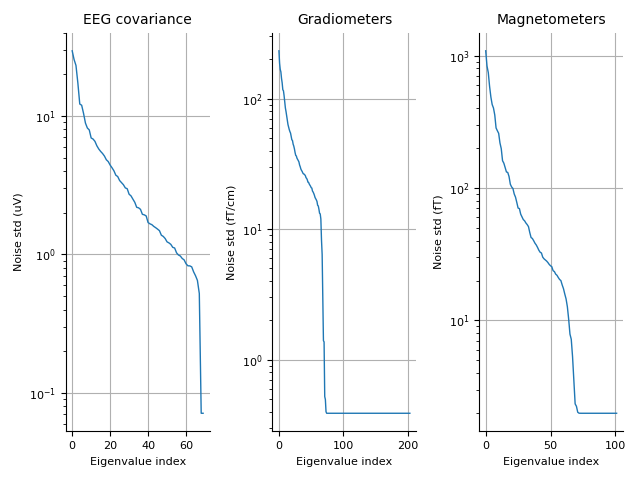 EEG covariance
Gradiometers
Magnetometers
Noise std (uV)
10¹
10⁰
10⁻¹
0 20 40 60
Eigenvalue index
Noise std (fT/cm)
10²
10¹
10⁰
0 100 200
Eigenvalue index
Noise std (fT)
10³
10²
10¹
0 50 100
Eigenvalue index